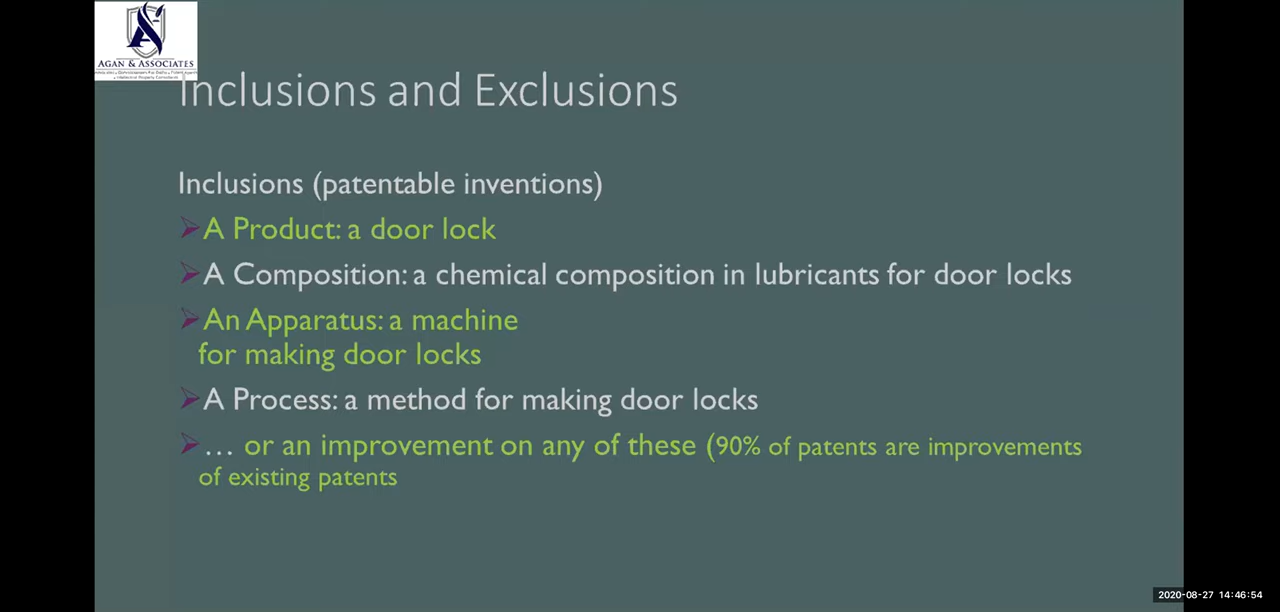 AGAN & ASSOCIATES
Inclusions and Exclusions
Inclusions (patentable inventions)
A Product: a door lock
A Composition: a chemical composition in lubricants for door locks
An Apparatus: a machine
for making door locks
A Process: a method for making door locks
… or an improvement on any of these (90% of patents are improvements
of existing patents
2020-08-27 14:46:54